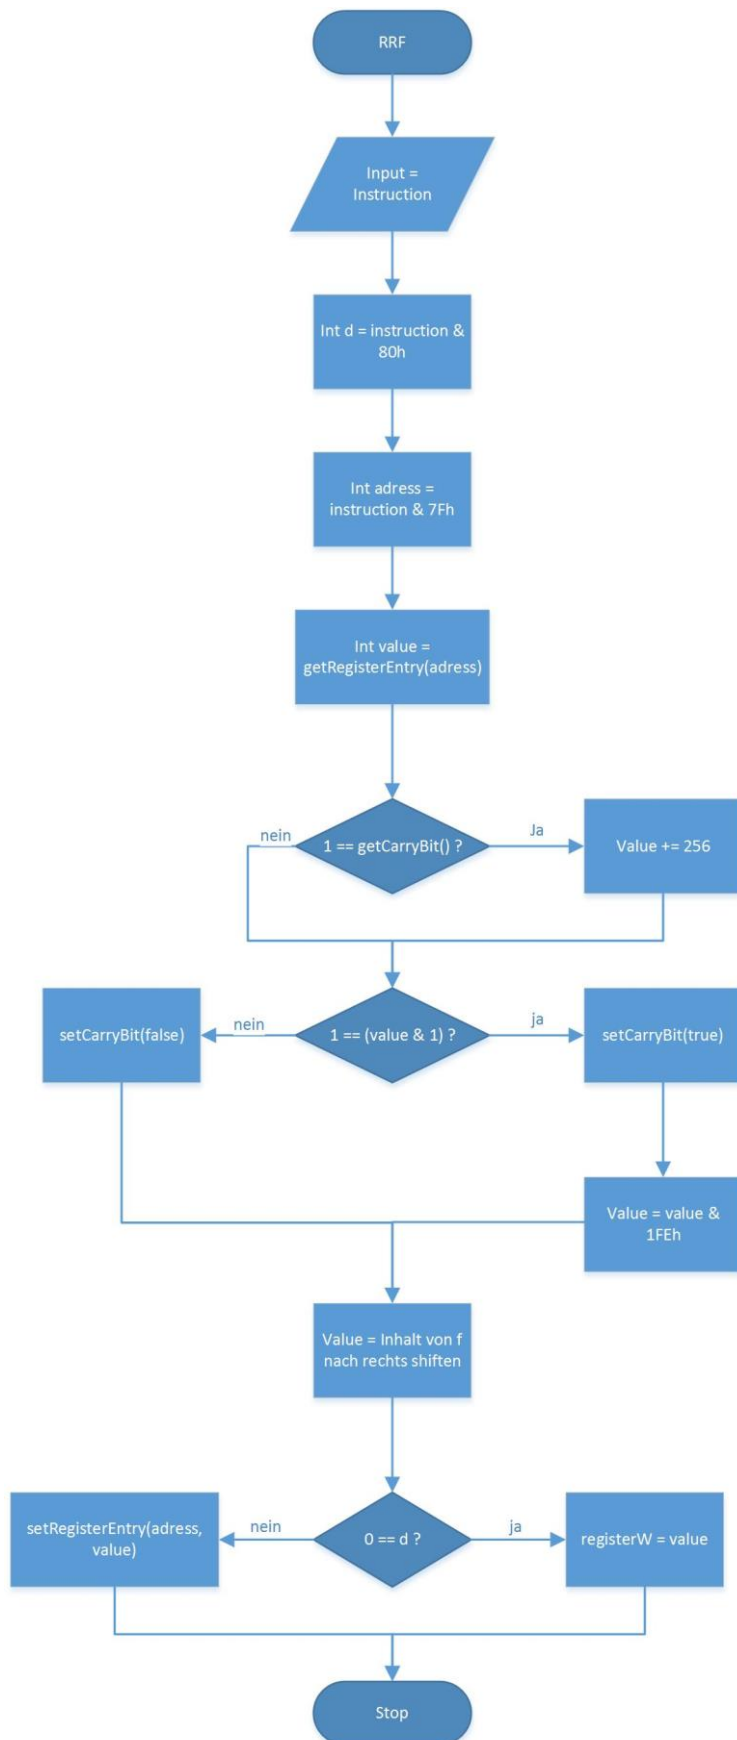 RRF
Input =
Instruction
Int d = instruction &
80h
Int adress =
instruction & 7Fh
Int value =
getRegisterEntry(adress)
nein
1 == getCarryBit() ?
Ja
Value += 256
setCarryBit(false)
nein
1 == (value & 1) ?
ja
setCarryBit(true)
Value = value &
1FEh
Value = Inhalt von f
nach rechts shiften
setRegisterEntry(adress,
value)
nein
0 == d ?
ja
registerW = value
Stop